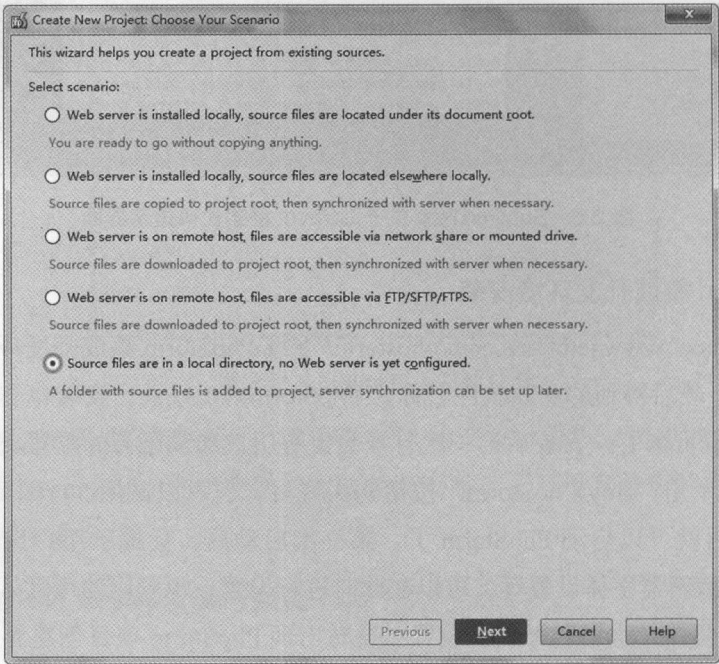 Create New Project: Choose Your Scenario
This wizard helps you create a project from existing sources.
Select scenario:
Web server is installed locally, source files are located under its document root.
You are ready to go without copying anything.
Web server is installed locally, source files are located elsewhere locally.
Source files are copied to project root, then synchronized with server when necessary.
Web server is on remote host, files are accessible via network share or mounted drive.
Source files are downloaded to project root, then synchronized with server when necessary.
Web server is on remote host, files are accessible via FTP/SFTP/FTPS.
Source files are downloaded to project root, then synchronized with server when necessary.
Source files are in a local directory, no Web server is yet configured.
A folder with source files is added to project, server synchronization can be set up later.
Previous Next Cancel Help